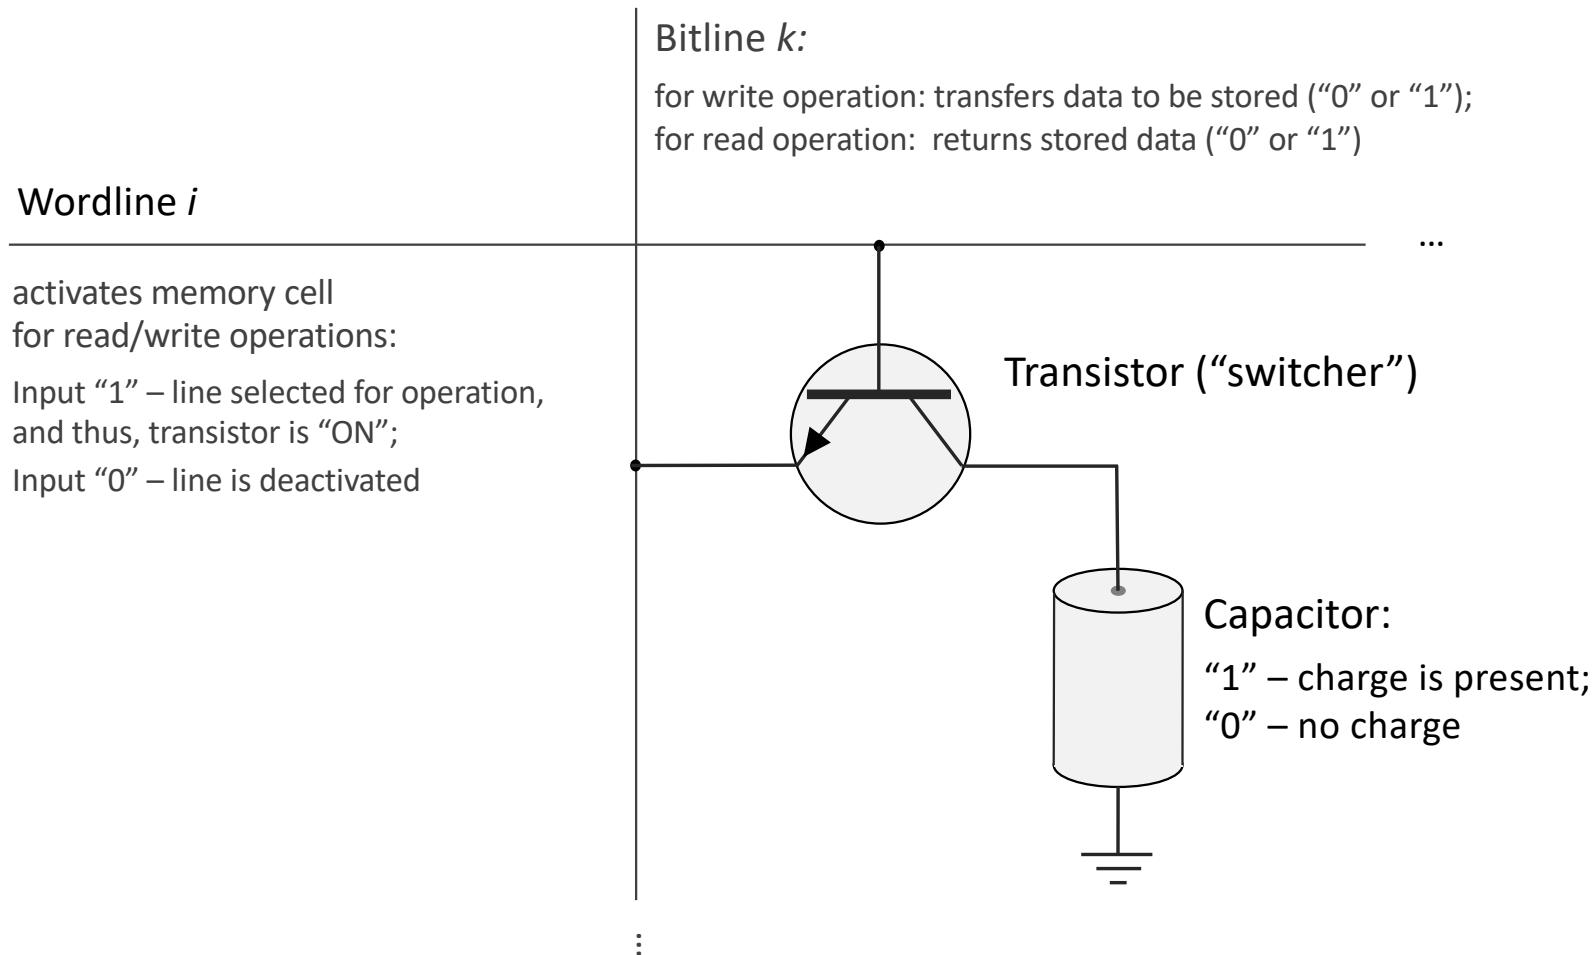 Bitline k:
for write operation: transfers data to be stored (“0” or “1”);
for read operation:  returns stored data (“0” or “1”)
Wordline i
...
activates memory cell
for read/write operations:
Input “1” – line selected for operation,
and thus, transistor is “ON”;
Input “0” – line is deactivated
Transistor (“switcher”)
Capacitor:
“1” – charge is present;
“0” – no charge
...